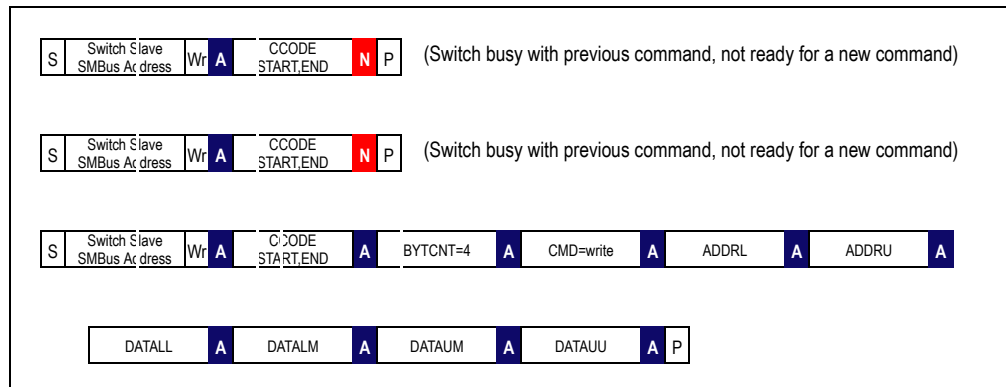 S Switch Slave SMBus Address Wr A CCODE START,END N P (Switch busy with previous command, not ready for a new command)
S Switch Slave SMBus Address Wr A CCODE START,END N P (Switch busy with previous command, not ready for a new command)
S Switch Slave SMBus Address Wr A CCODE START,END A BYTCNT=4 A CMD=write A ADDRL A ADDRU A
DATALL A DATALM A DATAUM A DATAUU A P